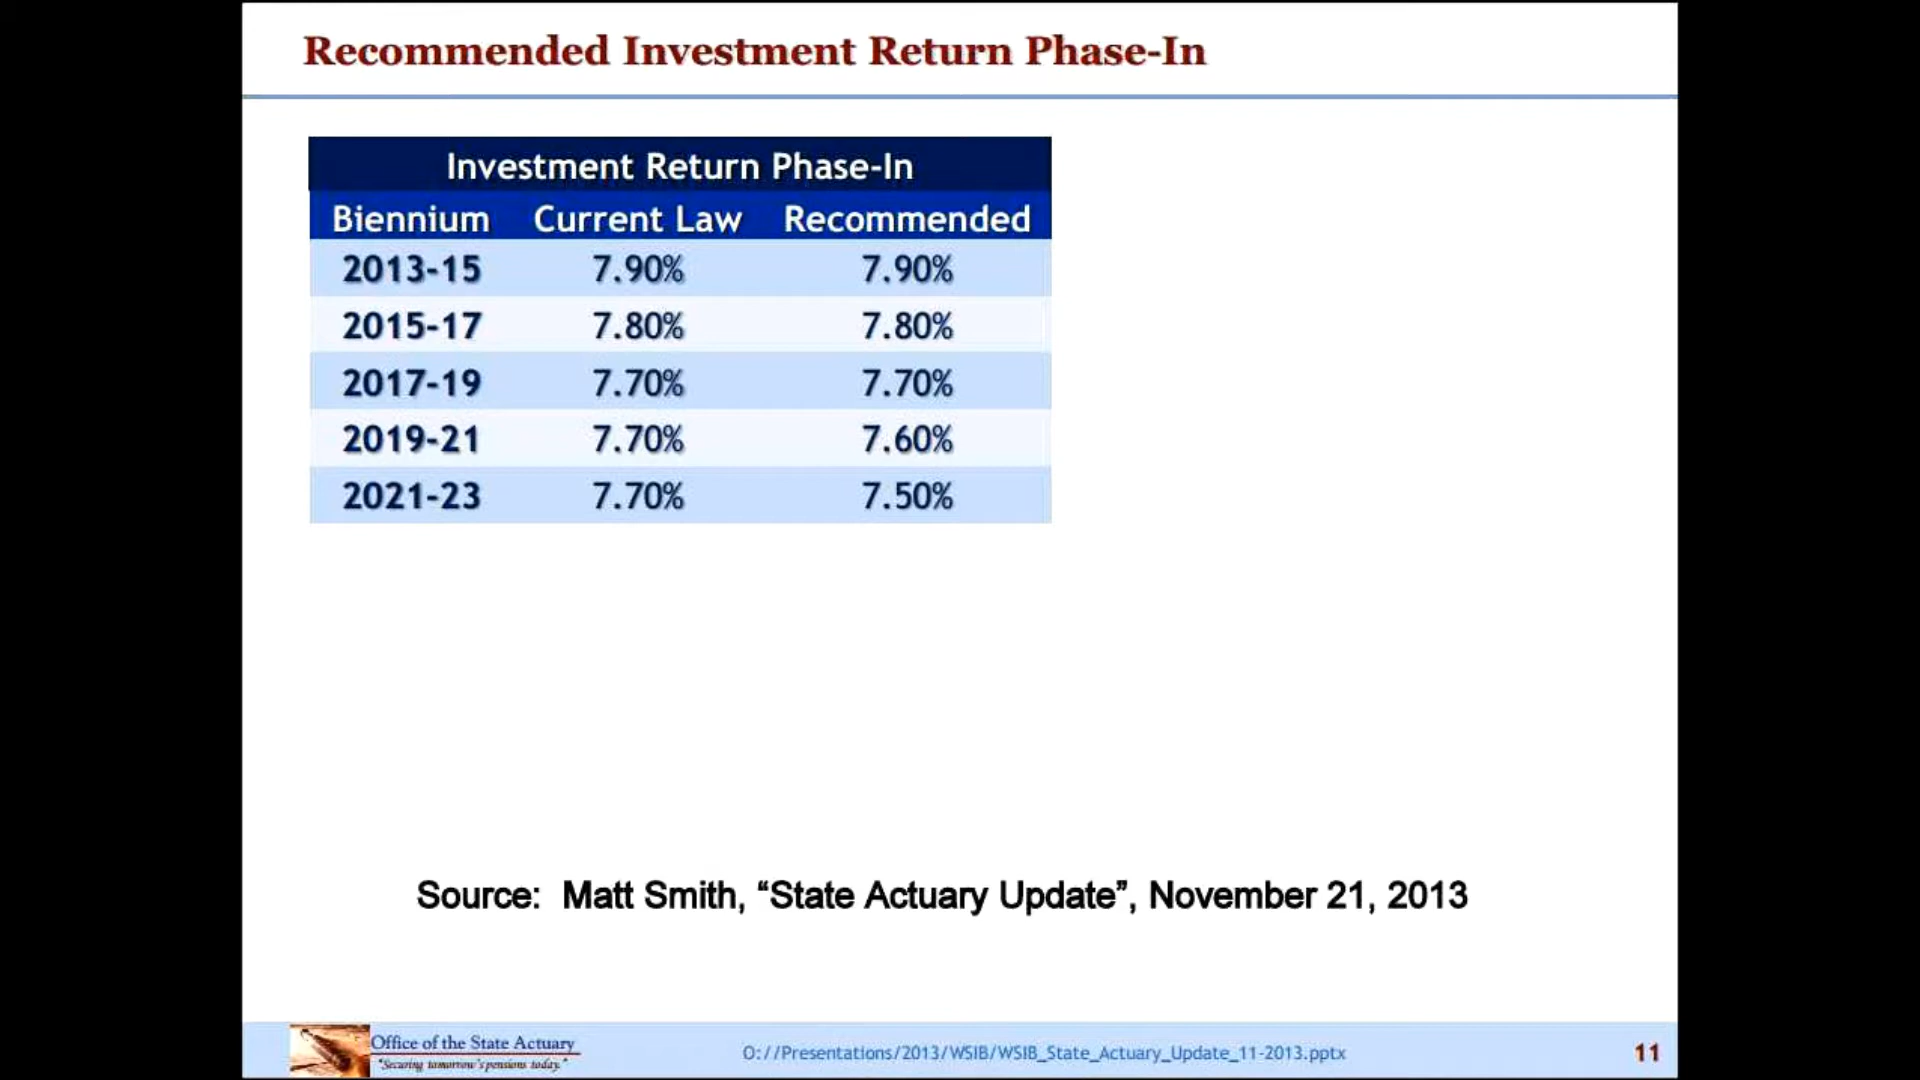 Recommended Investment Return Phase-In
Investment Return Phase-In
Biennium Current Law Recommended
2013-15 7.90% 7.90%
2015-17 7.80% 7.80%
2017-19 7.70% 7.70%
2019-21 7.70% 7.60%
2021-23 7.70% 7.50%
Source: Matt Smith, “State Actuary Update”, November 21, 2013
Office of the State Actuary
"Securing tomorrow's pensions today."
O://Presentations/2013/WSIB/WSIB_State_Actuary_Update_11-2013.pptx
11